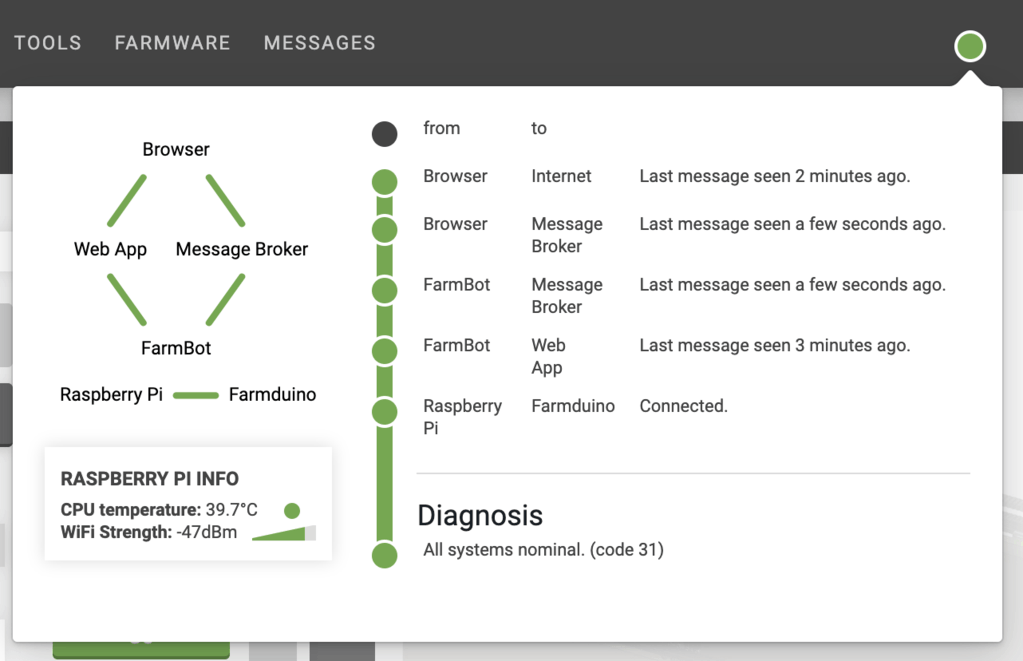 TOOLS FARMWARE MESSAGES
from to
Browser
Browser Internet Last message seen 2 minutes ago.
Browser Message Last message seen a few seconds ago.
Broker
Web App Message Broker
FarmBot Message Last message seen a few seconds ago.
Broker
FarmBot
FarmBot Web Last message seen 3 minutes ago.
App
Raspberry Pi Farmduino
Raspberry Farmduino Connected.
Pi
RASPBERRY PI INFO
CPU temperature: 39.7°C
WiFi Strength: -47dBm
Diagnosis
All systems nominal. (code 31)